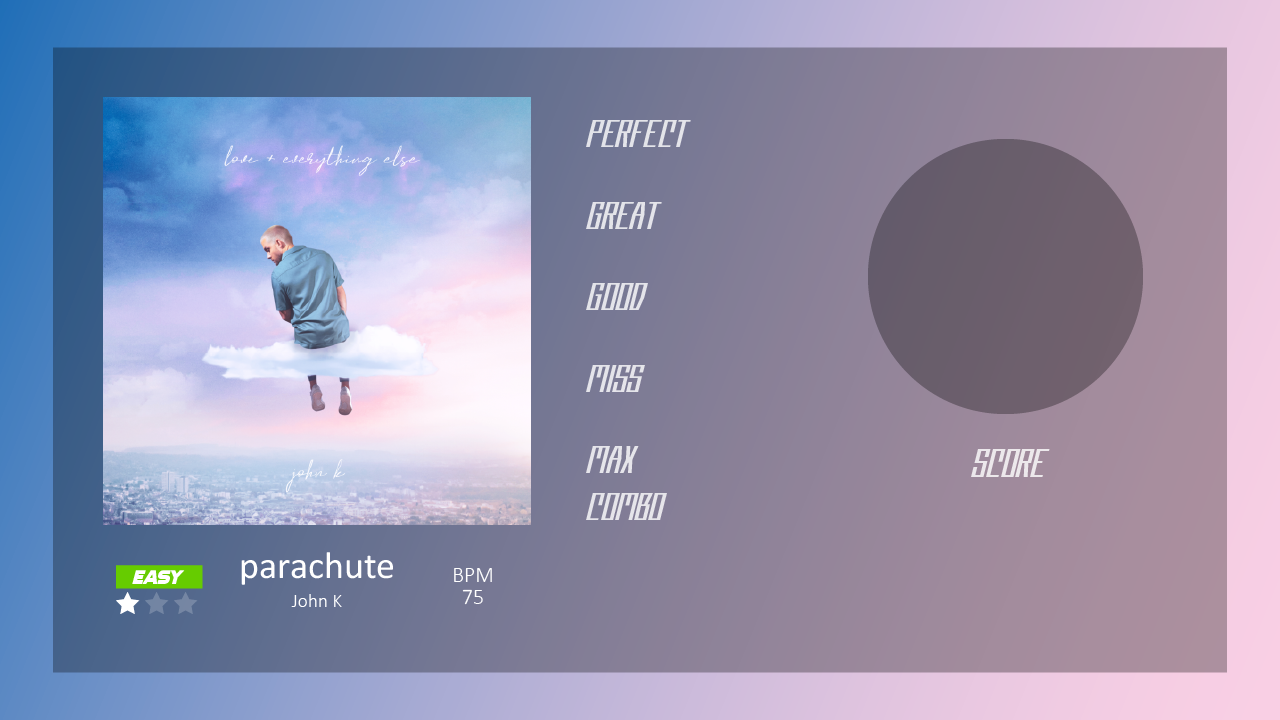 love + everything else
john k
EASY
parachute
John K
BPM
75
PERFECT
GREAT
GOOD
MISS
MAX
COMBO
SCORE